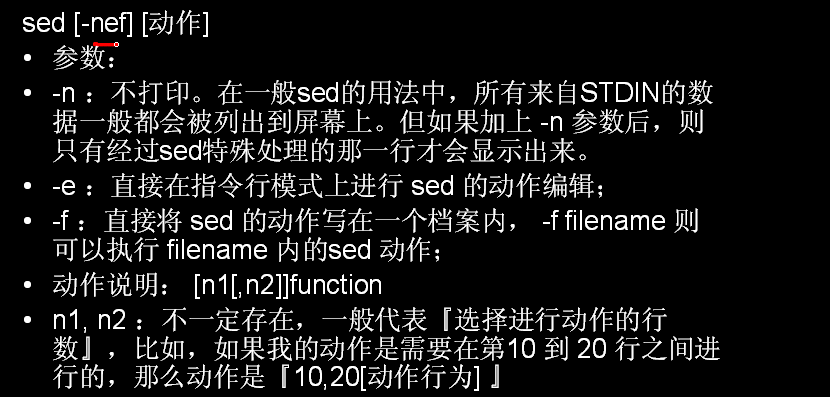 sed [-nef] [动作]
• 参数：
• -n ：不打印。在一般sed的用法中，所有来自STDIN的数
据一般都会被列出到屏幕上。但如果加上 -n 参数后，则
只有经过sed特殊处理的那一行才会显示出来。
• -e ：直接在指令行模式上进行 sed 的动作编辑；
• -f ：直接将 sed 的动作写在一个档案内， -f filename 则
可以执行 filename 内的sed 动作；
• 动作说明： [n1[,n2]]function
• n1, n2 ：不一定存在，一般代表『选择进行动作的行
数』，比如，如果我的动作是需要在第10 到 20 行之间进
行的，那么动作是『10,20[动作行为] 』